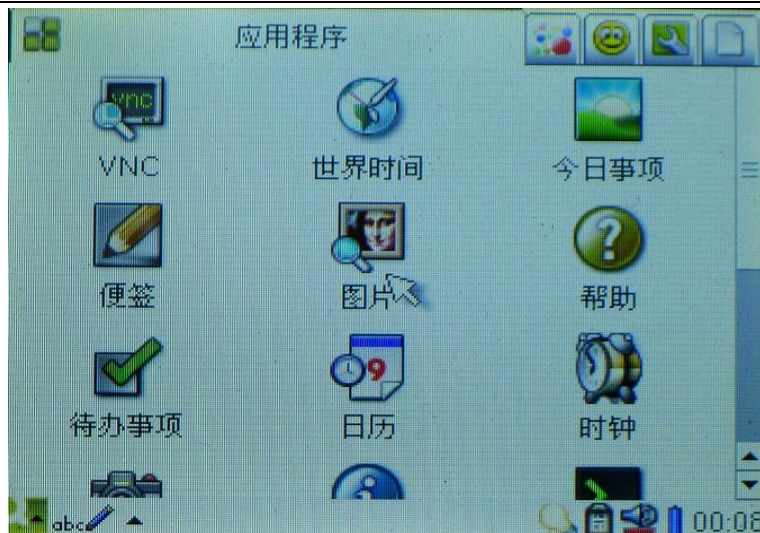 应用程序
vnc
VNC 世界时间 今日事项
便签 图片 帮助
9
待办事项 日历 时钟
abc 00:08